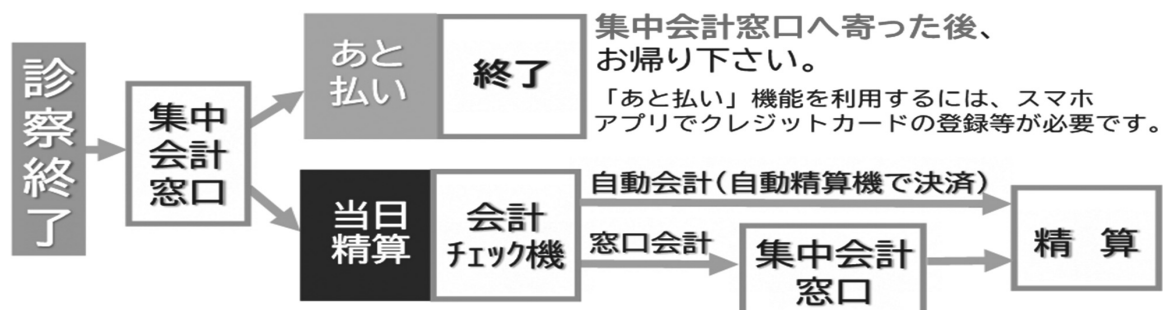 診察終了
集中
会計
窓口
あと
払い
終了
集中会計窓口へ寄った後、
お帰り下さい。
「あと払い」機能を利用するには、スマホ
アプリでクレジットカードの登録等が必要です。
当日
精算
会計
チェック機
自動会計(自動精算機で決済)
窓口会計
集中会計
窓口
精 算